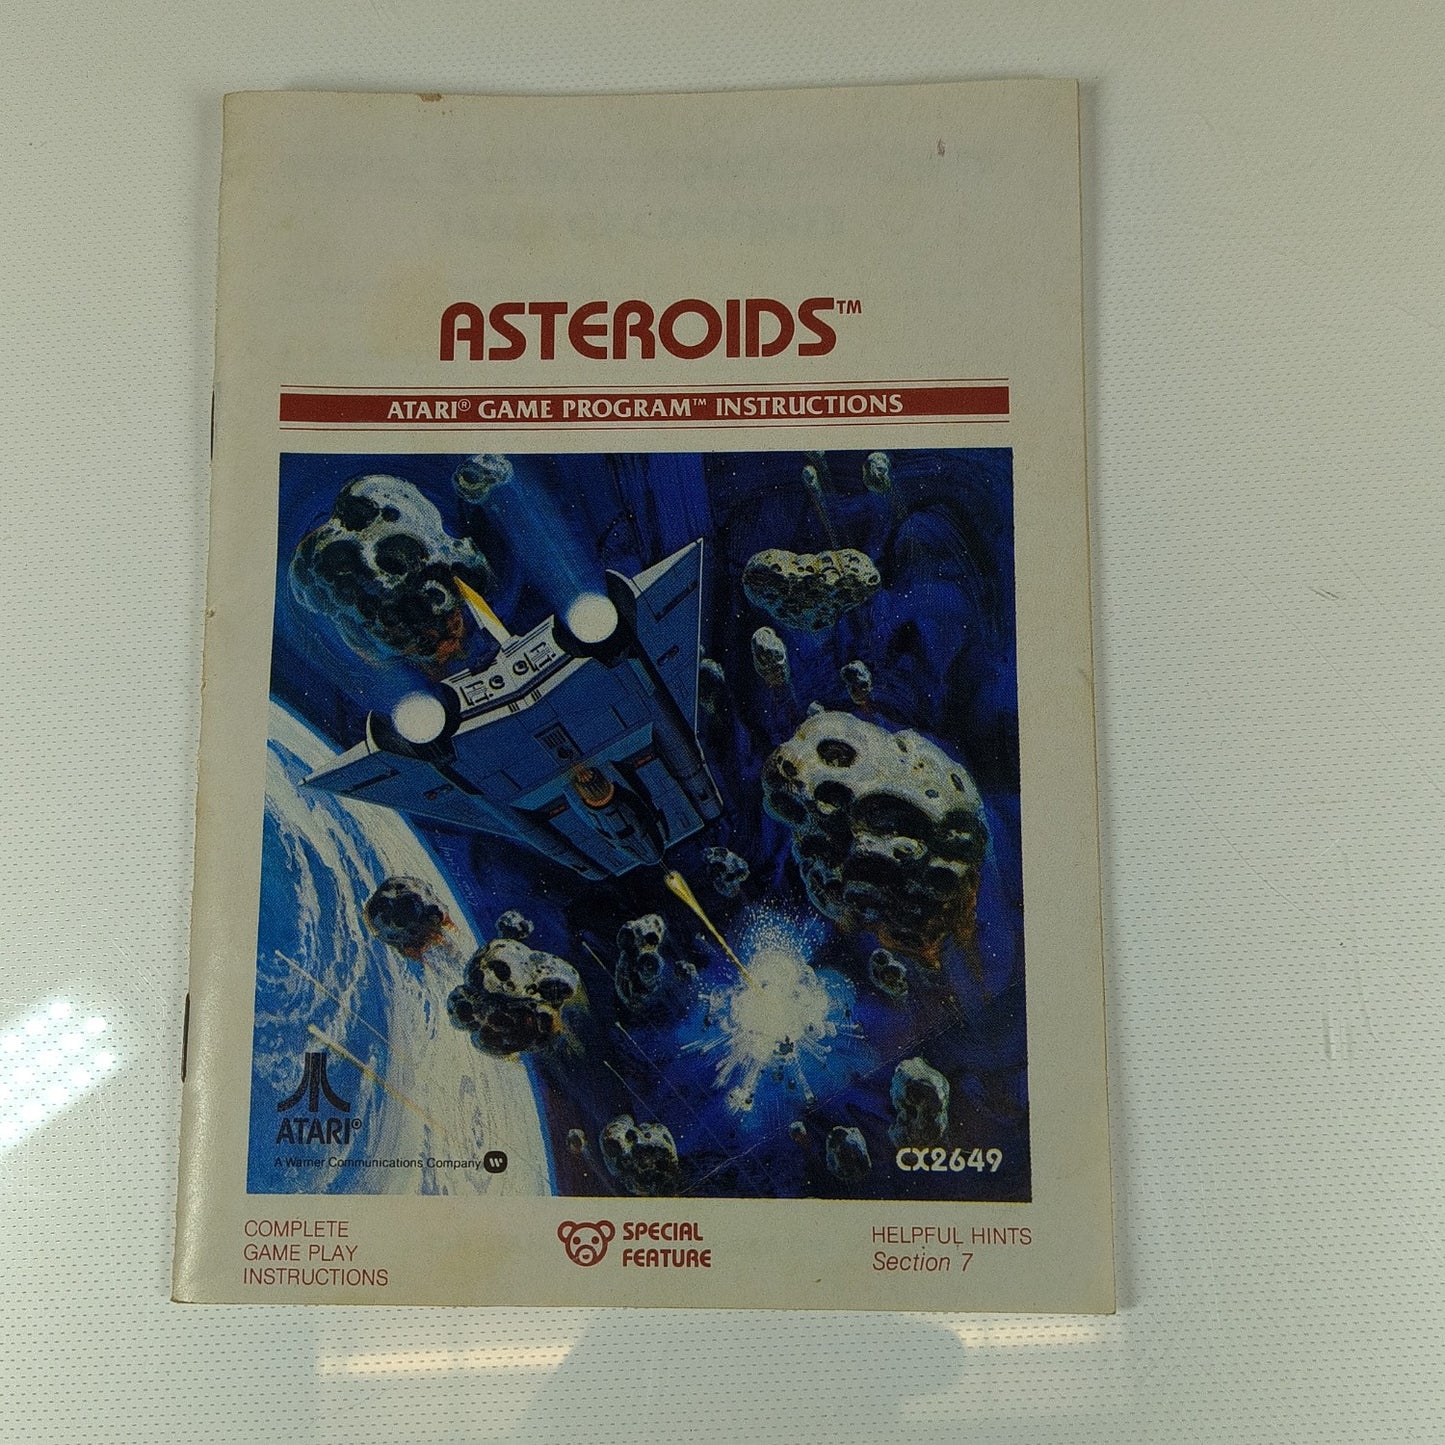 ASTEROIDS™
ATARI® GAME PROGRAM™ INSTRUCTIONS
ATARI®
A Warner Communications Company
CX2649
COMPLETE
GAME PLAY
INSTRUCTIONS
SPECIAL
FEATURE
HELPFUL HINTS
Section 7